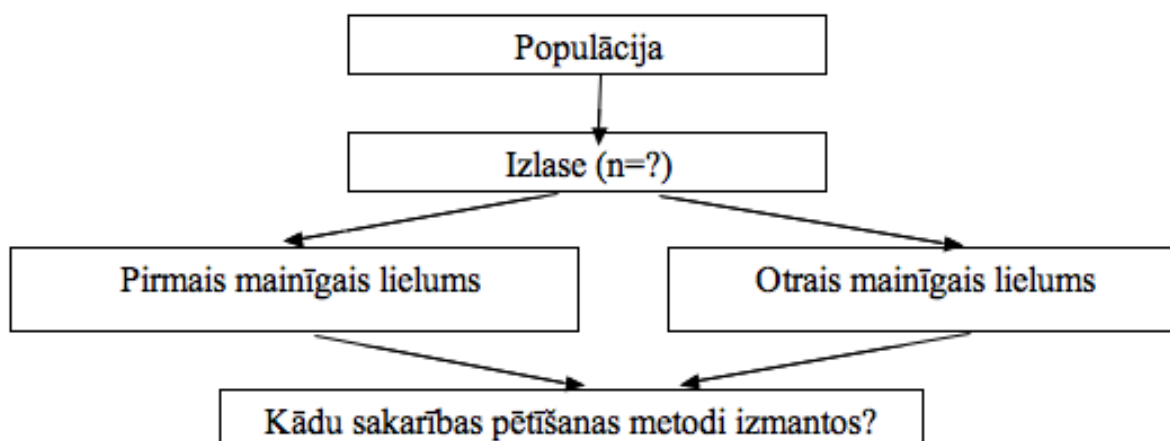 Populācija
Izlase (n=?)
Pirmais mainīgais lielums
Otrais mainīgais lielums
Kādu sakarības pētīšanas metodi izmantos?